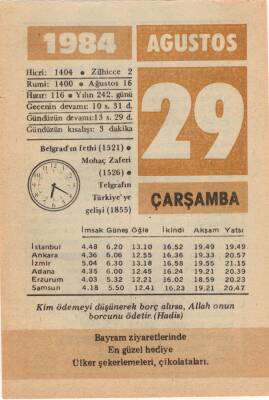 1984
AĞUSTOS
Hicri: 1404 • Zilhicce 2
Rumi: 1400 • Ağustos 16
Hızır: 116 • Yılın 242. günü
Gecenin devamı: 10 s. 31 d.
Gündüzün devamı: 13 s. 29 d.
Gündüzün kısalışı: 3 dakika
29
ÇARŞAMBA
Belgrad'ın fethi (1521) •
Mohaç Zaferi
(1526) •
Telgrafın
Türkiye'ye
gelişi (1855)
İmsak Güneş Öğle İkindi Akşam Yatsı
İstanbul 4.48 6.20 13.10 16.52 19.49 19.49
Ankara 4.36 6.06 12.55 16.36 19.33 20.57
İzmir 5.04 6.30 13.18 16.58 19.55 21.15
Adana 4.35 6.00 12.45 16.24 19.21 20.39
Erzurum 4.03 5.32 12.21 16.02 18.59 20.23
Samsun 4.18 5.50 12.41 16.23 19.21 20.47
Kim ödemeyi düşünerek borç alırsa, Allah onun
borcunu ödetir. (Hadis)
Bayram ziyaretlerinde
En güzel hediye
Ülker şekerlemeleri, çikolataları.